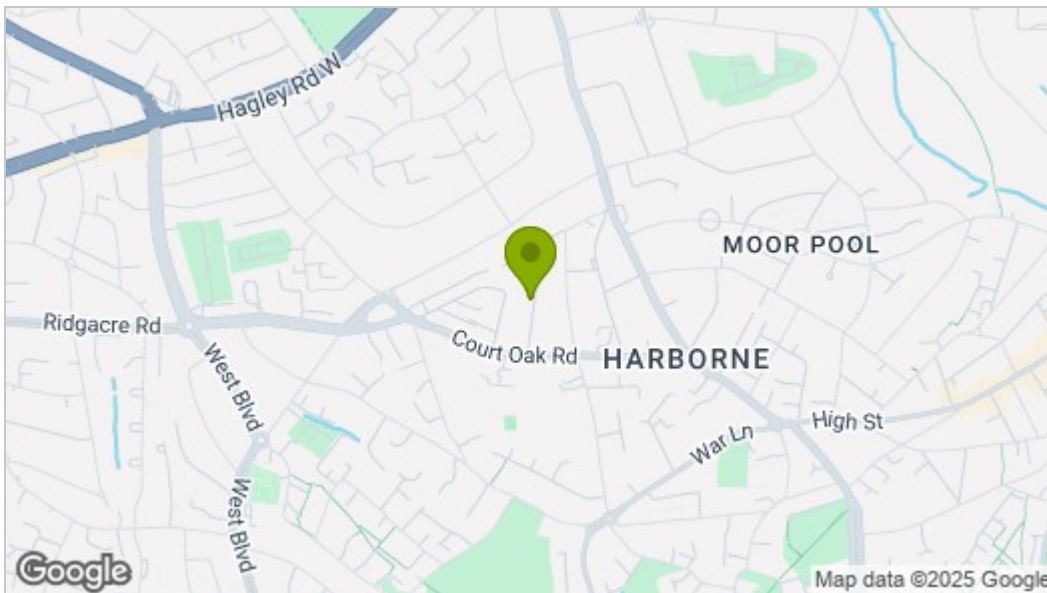 Hagley Rd W
MOOR POOL
Ridgacre Rd
Court Oak Rd
HARBORNE
West Blvd
High St
War Ln
West Blvd
Google
Map data ©2025 Google